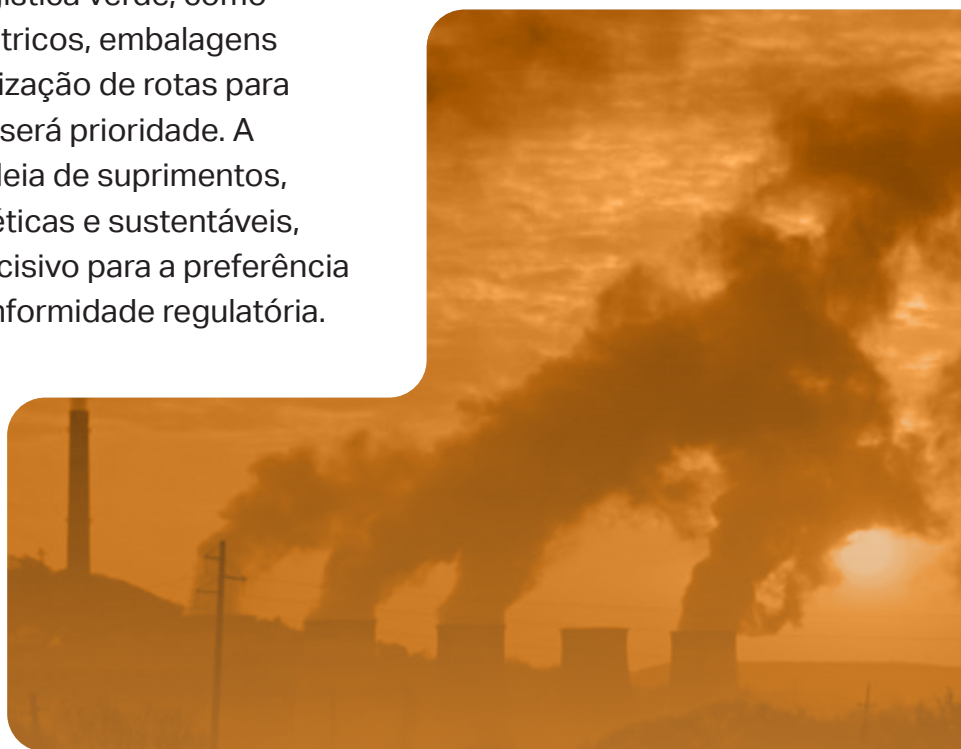 gística verde, como
tricos, embalagens
ização de rotas para
será prioridade. A
deia de suprimentos,
éticas e sustentáveis,
cisivo para a preferência
nformidade regulatória.